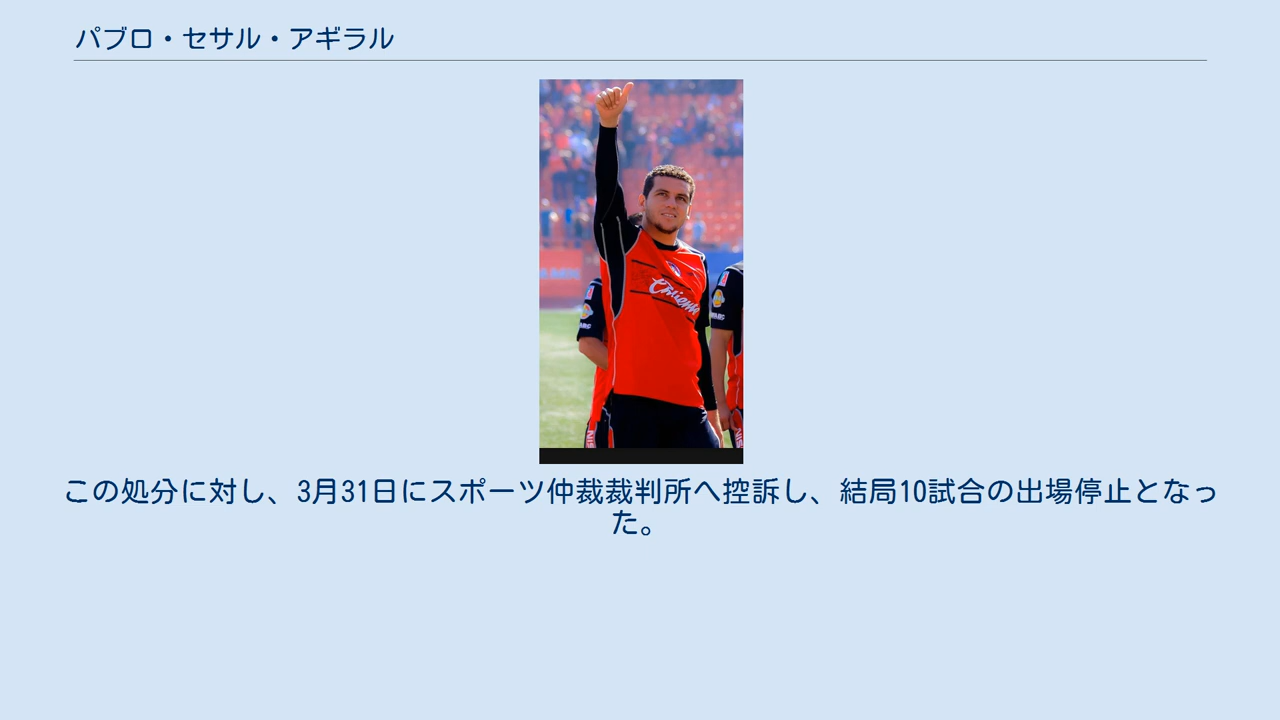 パブロ・セサル・アギラル
Caliente
この処分に対し、3月31日にスポーツ仲裁裁判所へ控訴し、結局10試合の出場停止となっ
た。